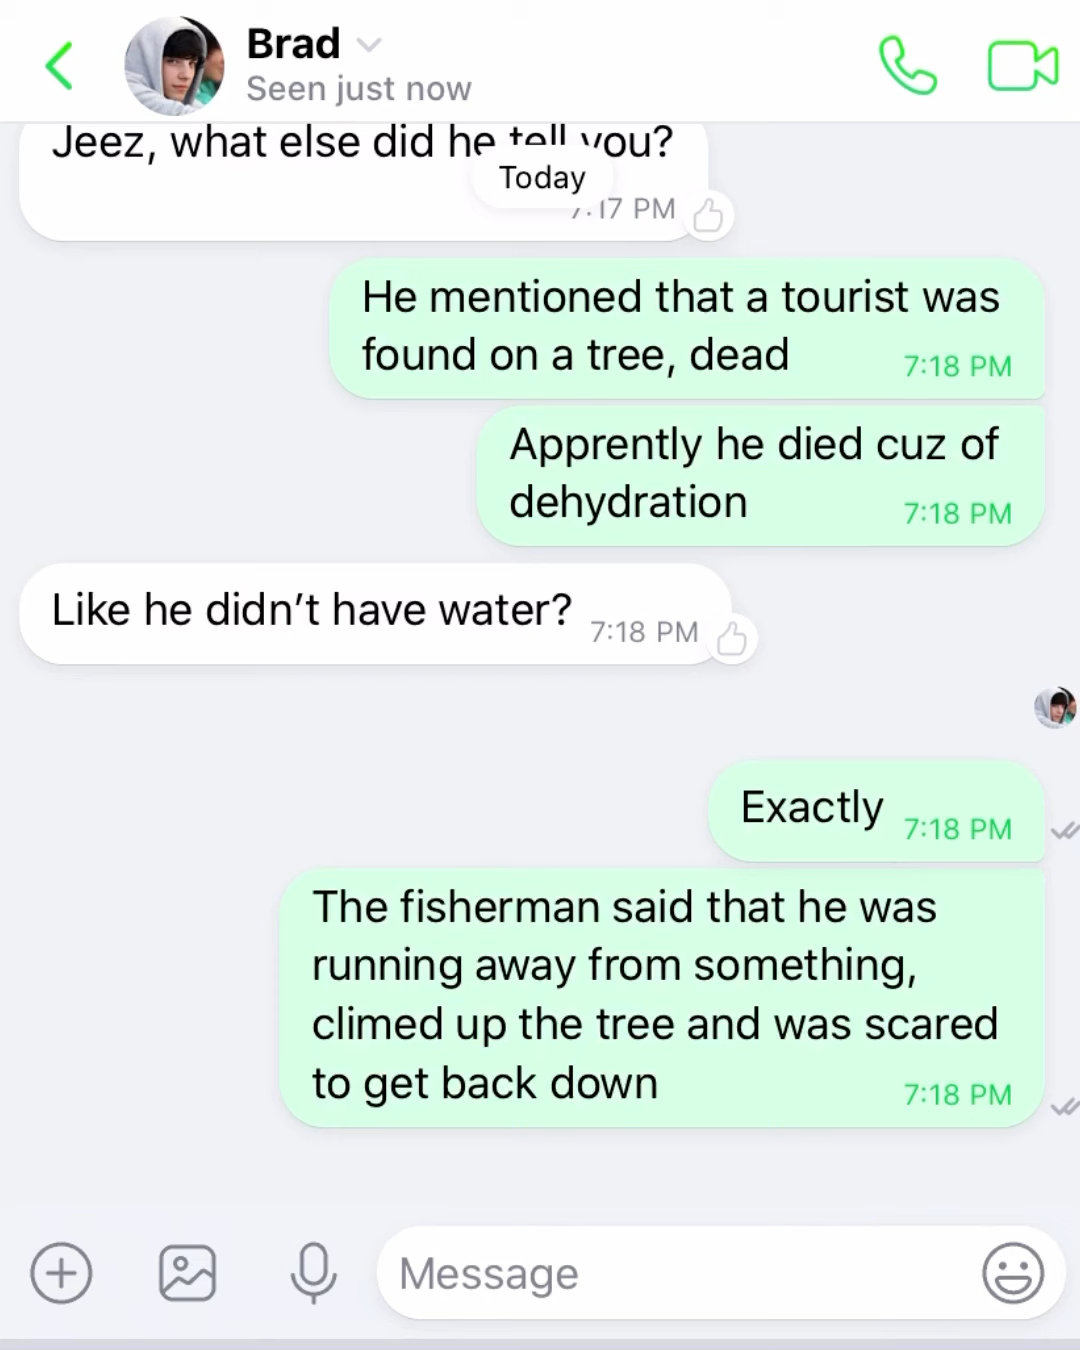 Brad
Seen just now
Jeez, what else did he tell you?
Today
7:17 PM
He mentioned that a tourist was
found on a tree, dead
7:18 PM
Apprently he died cuz of
dehydration
7:18 PM
Like he didn’t have water?
7:18 PM
Exactly
7:18 PM
The fisherman said that he was
running away from something,
climed up the tree and was scared
to get back down
7:18 PM
Message